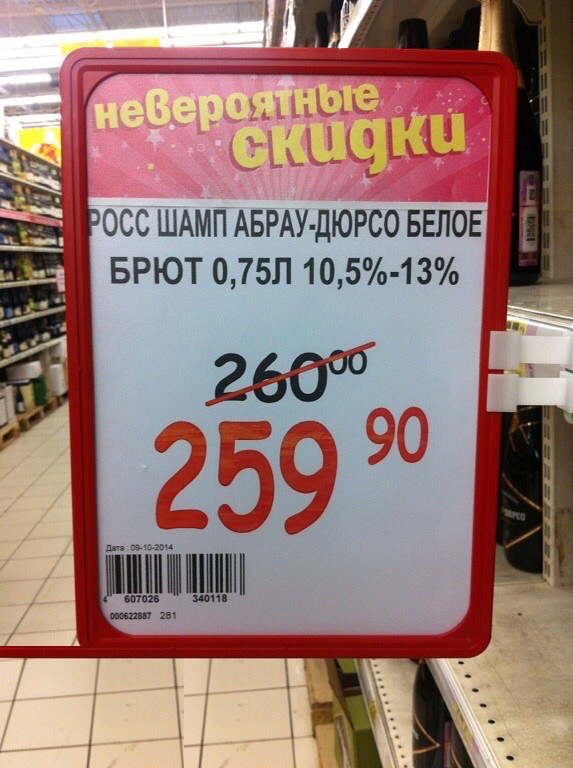 невероятные
скидки
РОСС ШАМП АБРАУ-ДЮРСО БЕЛОЕ
БРЮТ 0,75Л 10,5%-13%
260 00
259 90
Дата : 09-10-2014
4 607026 340118
000622887 281